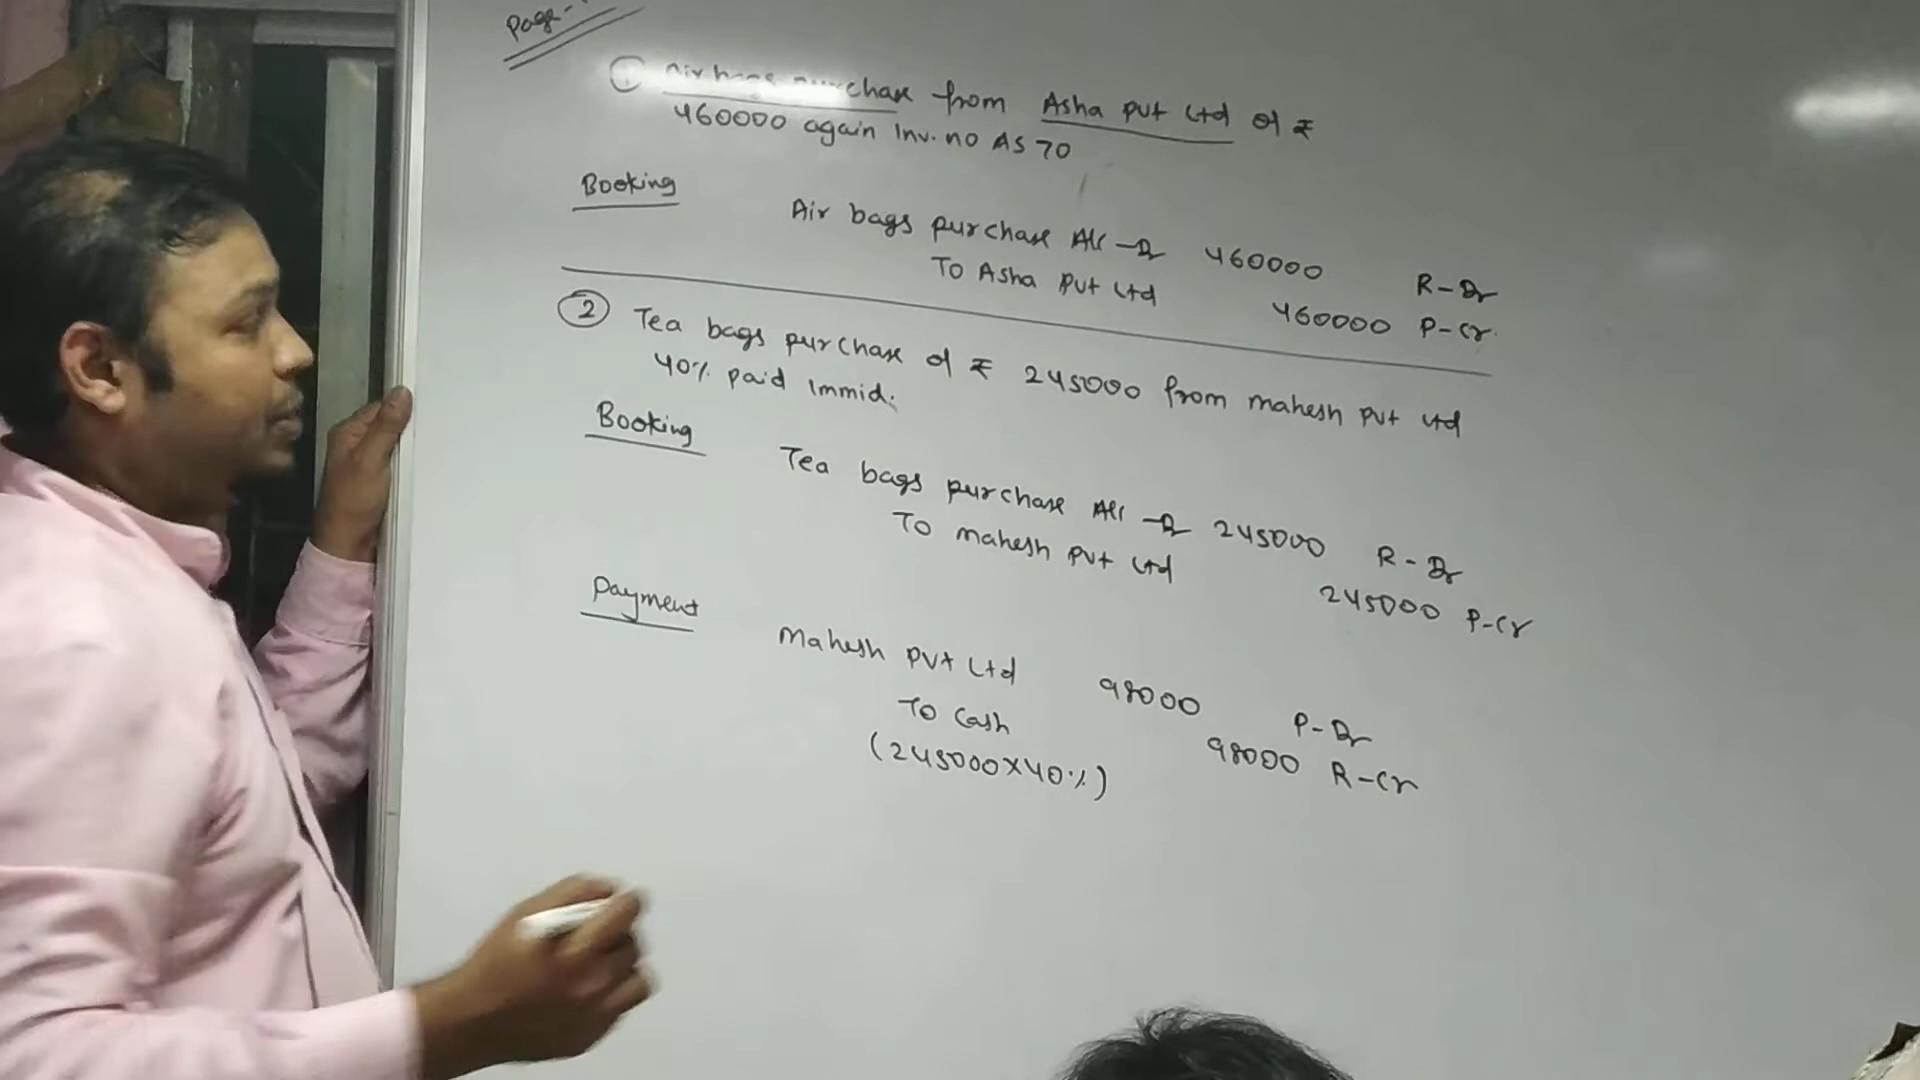 Page-
① Air bags purchase from Asha Pvt Ltd of ₹
460000 again Inv. no AS 70
Booking
Air bags purchase A/c -Dr 460000 R-Dr
To Asha Pvt Ltd 460000 P-Cr.
② Tea bags purchase of ₹ 245000 from Mahesh Pvt Ltd
40% paid Immid.
Booking
Tea bags purchase A/c -Dr 245000 R-Dr
To Mahesh Pvt Ltd 245000 P-Cr
Payment
Mahesh Pvt Ltd 98000 P-Dr
To Cash 98000 R-Cr
(245000×40%)